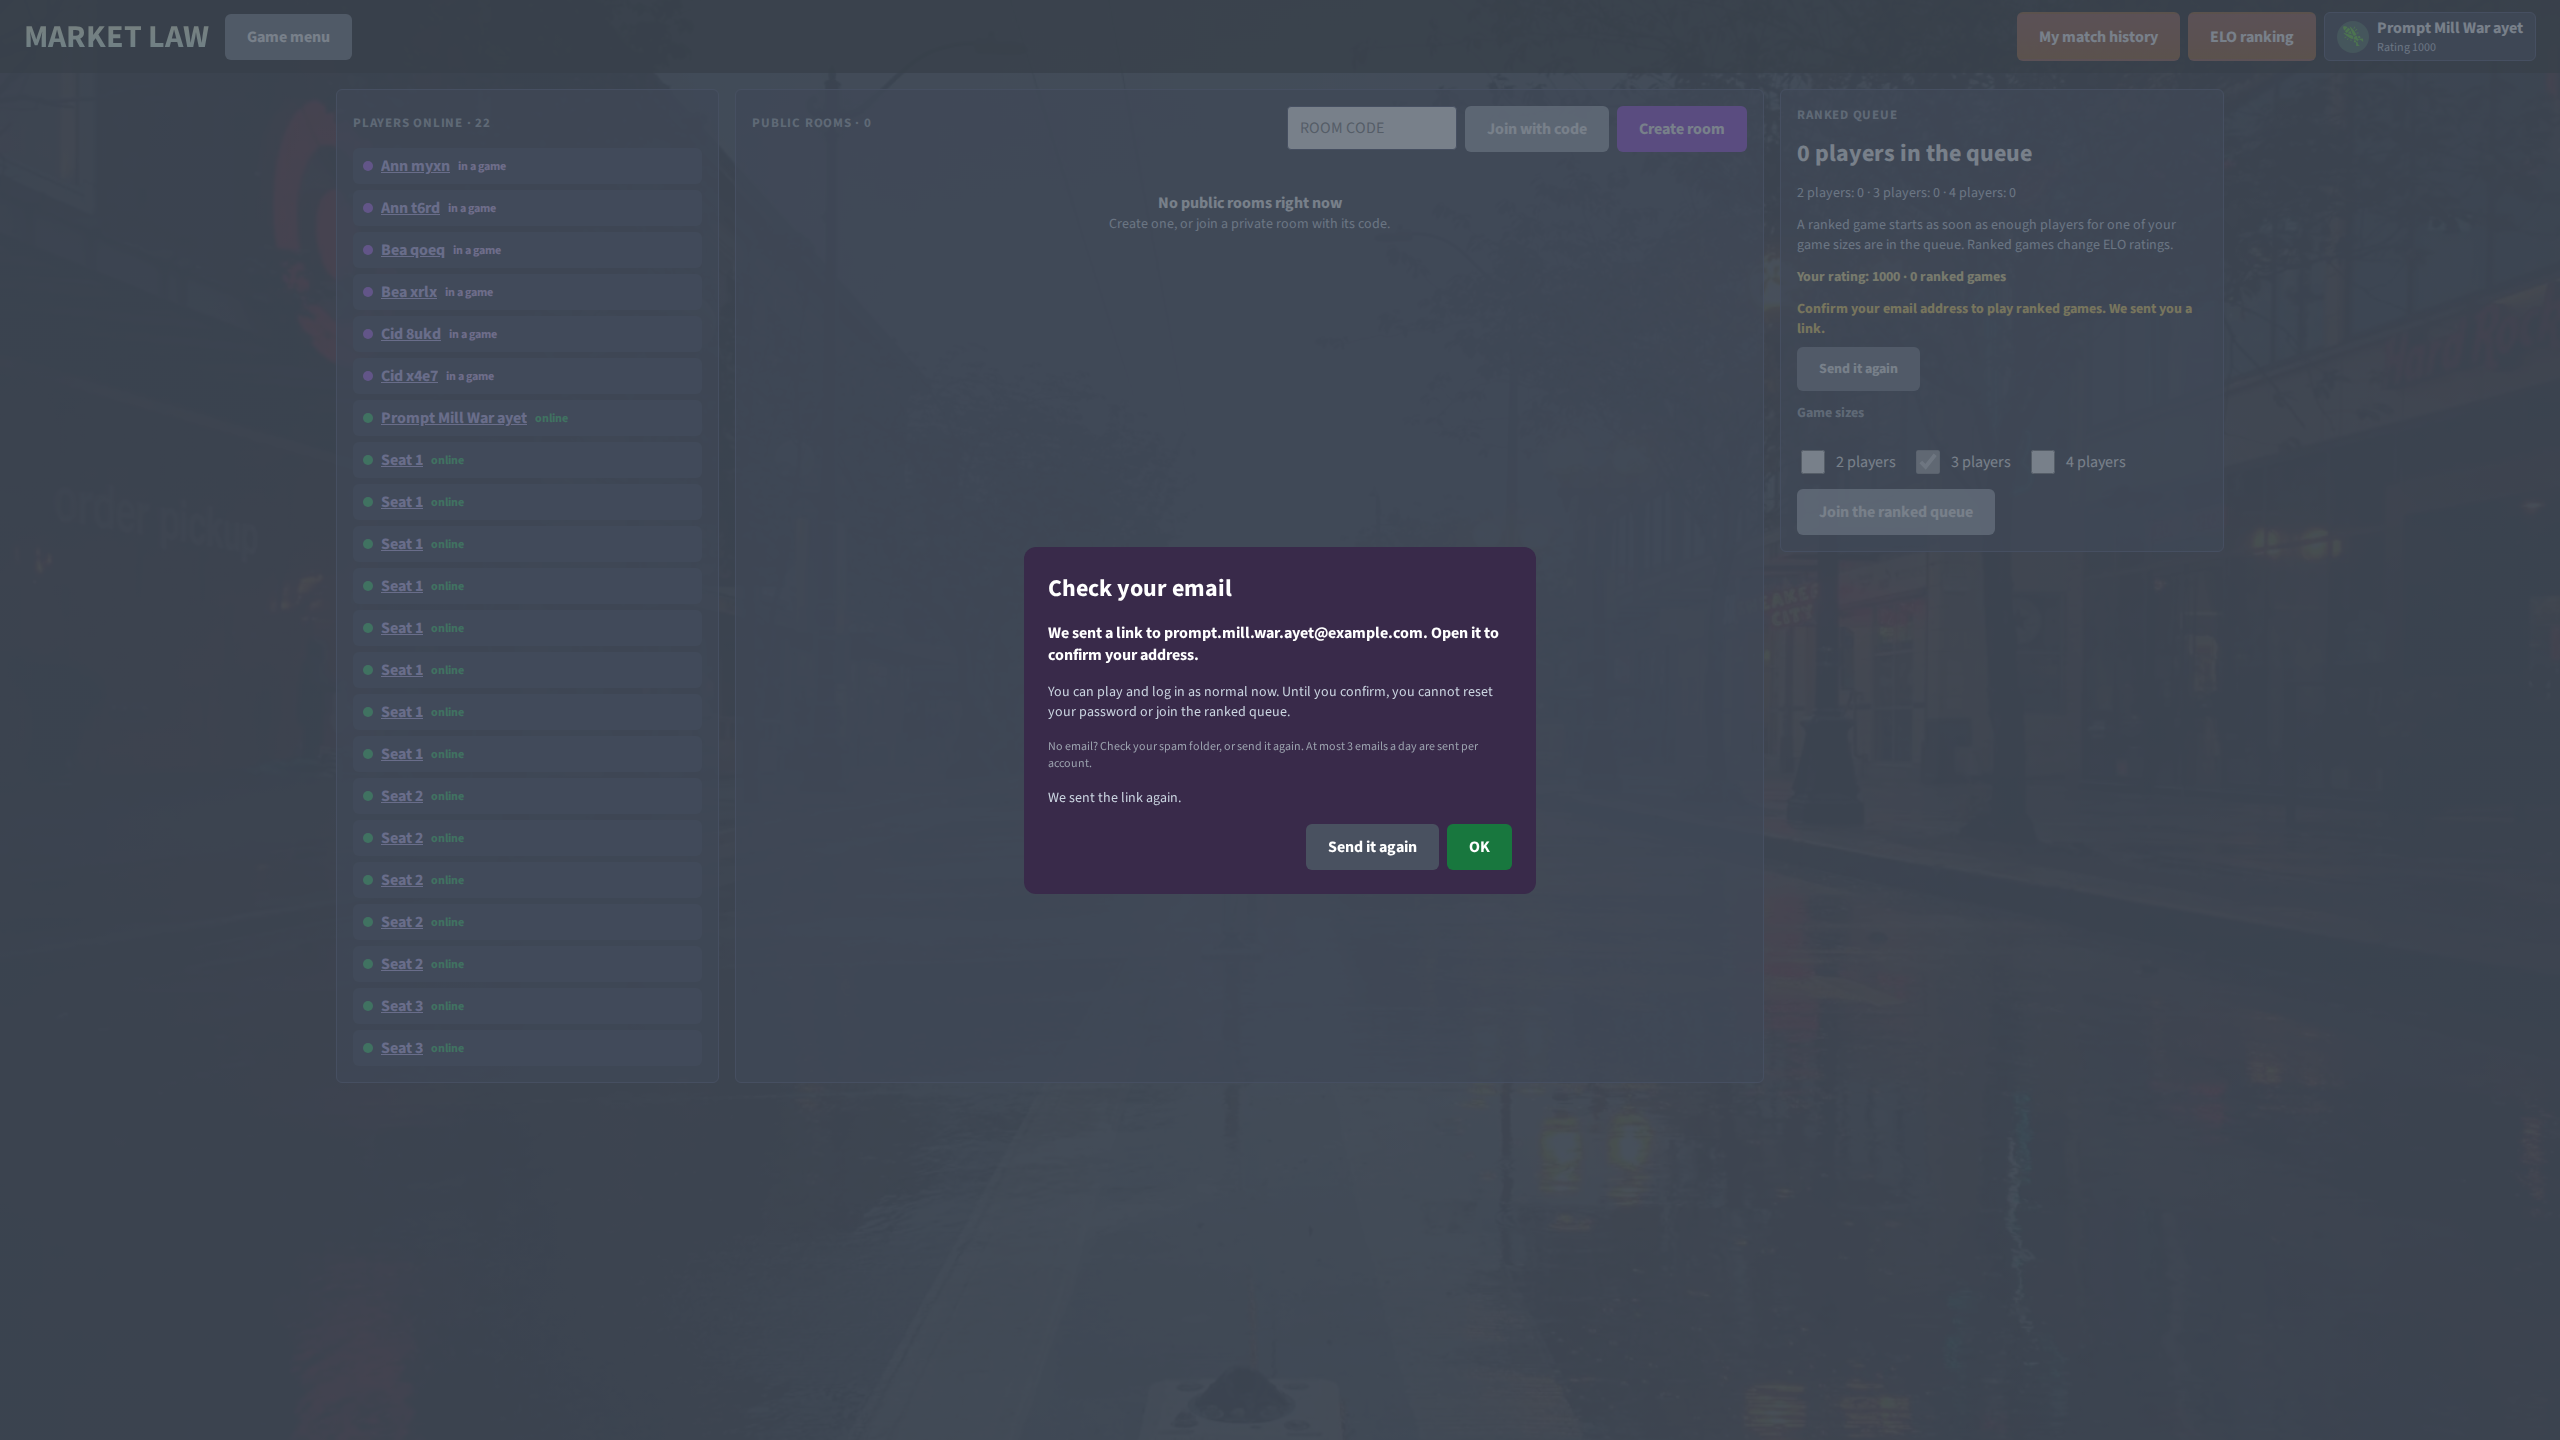 MARKET LAW
Game menu
My match history
ELO ranking
Prompt Mill War ayet
Rating 1000
PLAYERS ONLINE · 22
Ann myxn in a game
Ann t6rd in a game
Bea qoeq in a game
Bea xrlx in a game
Cid 8ukd in a game
Cid x4e7 in a game
Prompt Mill War ayet online
Seat 1 online
Seat 1 online
Seat 1 online
Seat 1 online
Seat 1 online
Seat 1 online
Seat 1 online
Seat 1 online
Seat 2 online
Seat 2 online
Seat 2 online
Seat 2 online
Seat 2 online
Seat 3 online
Seat 3 online
PUBLIC ROOMS · 0
ROOM CODE
Join with code
Create room
No public rooms right now
Create one, or join a private room with its code.
RANKED QUEUE
0 players in the queue
2 players: 0 · 3 players: 0 · 4 players: 0
A ranked game starts as soon as enough players for one of your
game sizes are in the queue. Ranked games change ELO ratings.
Your rating: 1000 · 0 ranked games
Confirm your email address to play ranked games. We sent you a
link.
Send it again
Game sizes
2 players
3 players
4 players
Join the ranked queue
order pickup
Check your email
We sent a link to prompt.mill.war.ayet@example.com. Open it to
confirm your address.
You can play and log in as normal now. Until you confirm, you cannot reset
your password or join the ranked queue.
No email? Check your spam folder, or send it again. At most 3 emails a day are sent per
account.
We sent the link again.
Send it again
OK